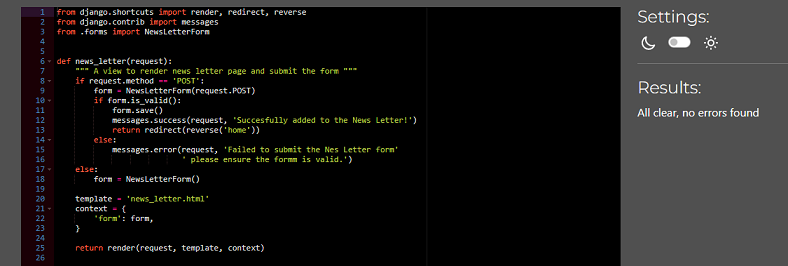 1 from django.shortcuts import render, redirect, reverse
2 from django.contrib import messages
3 from .forms import NewsLetterForm
4
5
6 def news_letter(request):
7     """ A view to render news letter page and submit the form """
8     if request.method == 'POST':
9         form = NewsLetterForm(request.POST)
10         if form.is_valid():
11             form.save()
12             messages.success(request, 'Succesfully added to the News Letter!')
13             return redirect(reverse('home'))
14         else:
15             messages.error(request, 'Failed to submit the Nes Letter form'
16                            ' please ensure the formm is valid.')
17     else:
18         form = NewsLetterForm()
19
20     template = 'news_letter.html'
21     context = {
22         'form': form,
23     }
24
25     return render(request, template, context)
26
Settings:
Results:
All clear, no errors found